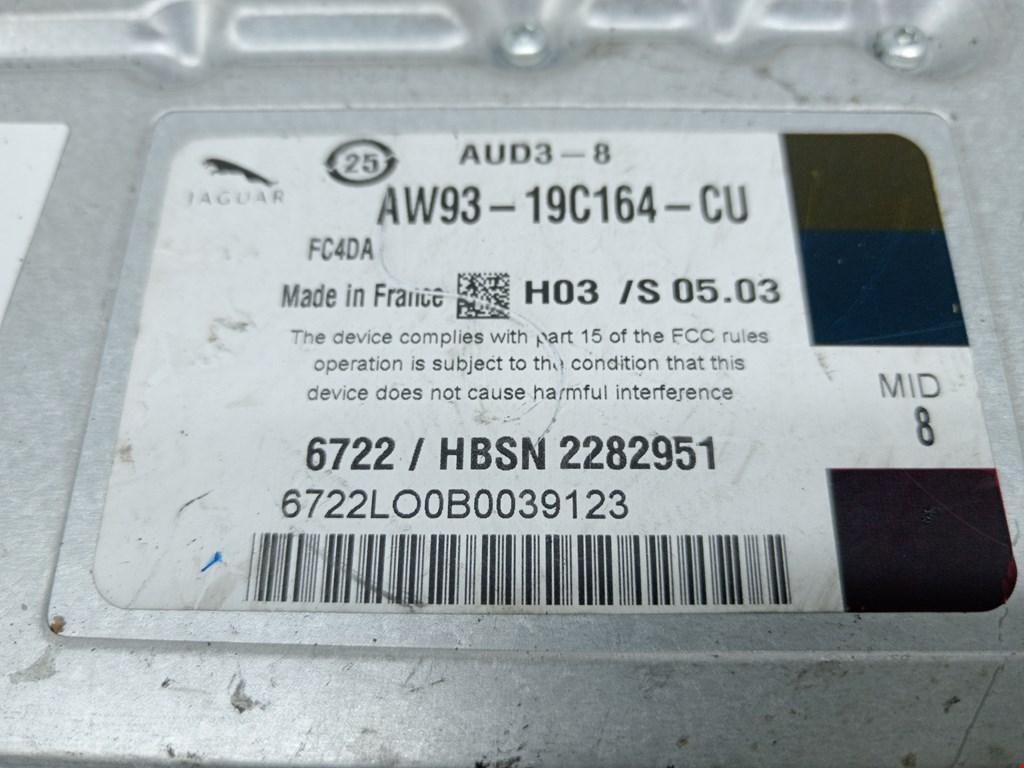 JAGUAR
25
AUD3-8
AW93-19C164-CU
FC4DA
Made in France
H03 /S 05.03
The device complies with part 15 of the FCC rules
operation is subject to the condition that this
device does not cause harmful interference
MID
8
6722 / HBSN 2282951
6722LO0B0039123